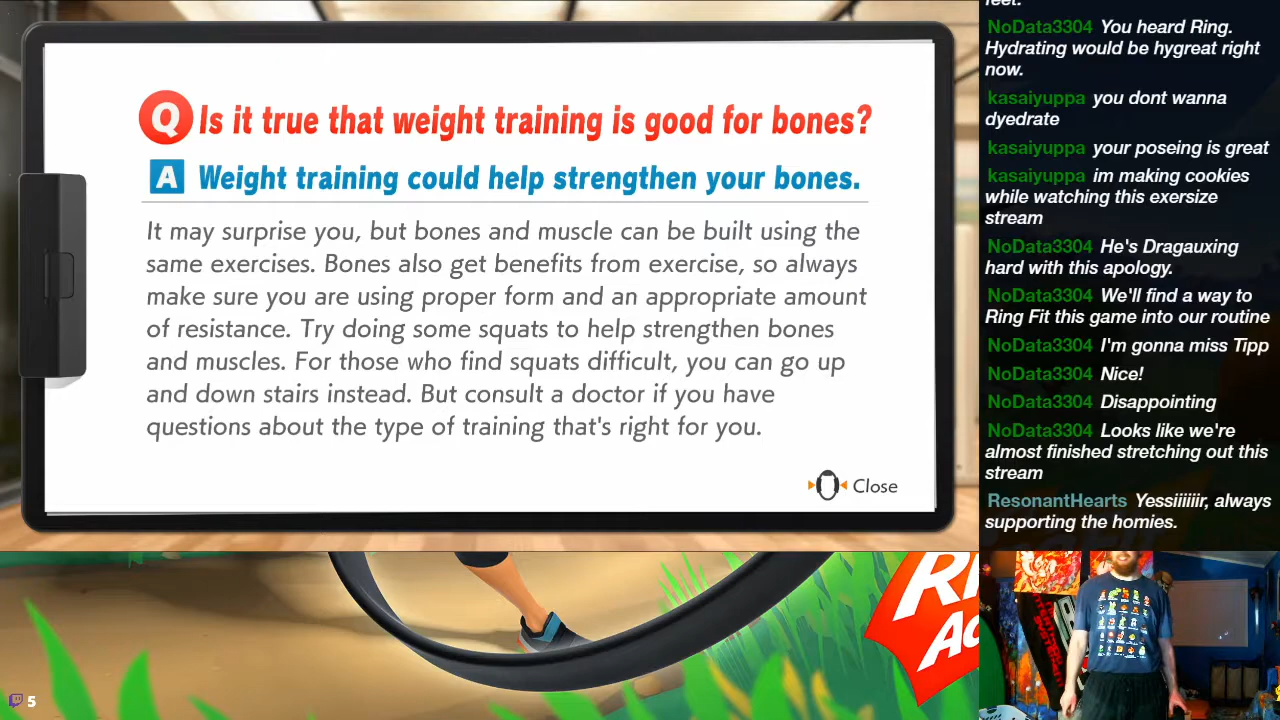 Q Is it true that weight training is good for bones?
A Weight training could help strengthen your bones.
It may surprise you, but bones and muscle can be built using the
same exercises. Bones also get benefits from exercise, so always
make sure you are using proper form and an appropriate amount
of resistance. Try doing some squats to help strengthen bones
and muscles. For those who find squats difficult, you can go up
and down stairs instead. But consult a doctor if you have
questions about the type of training that's right for you.
Close
5
feet.
NoData3304 You heard Ring.
Hydrating would be hygreat right
now.
kasaiyuppa you dont wanna
dyedrate
kasaiyuppa your poseing is great
kasaiyuppa im making cookies
while watching this exersize
stream
NoData3304 He's Dragauxing
hard with this apology.
NoData3304 We'll find a way to
Ring Fit this game into our routine
NoData3304 I'm gonna miss Tipp
NoData3304 Nice!
NoData3304 Disappointing
NoData3304 Looks like we're
almost finished stretching out this
stream
ResonantHearts Yessiiiiiir, always
supporting the homies.